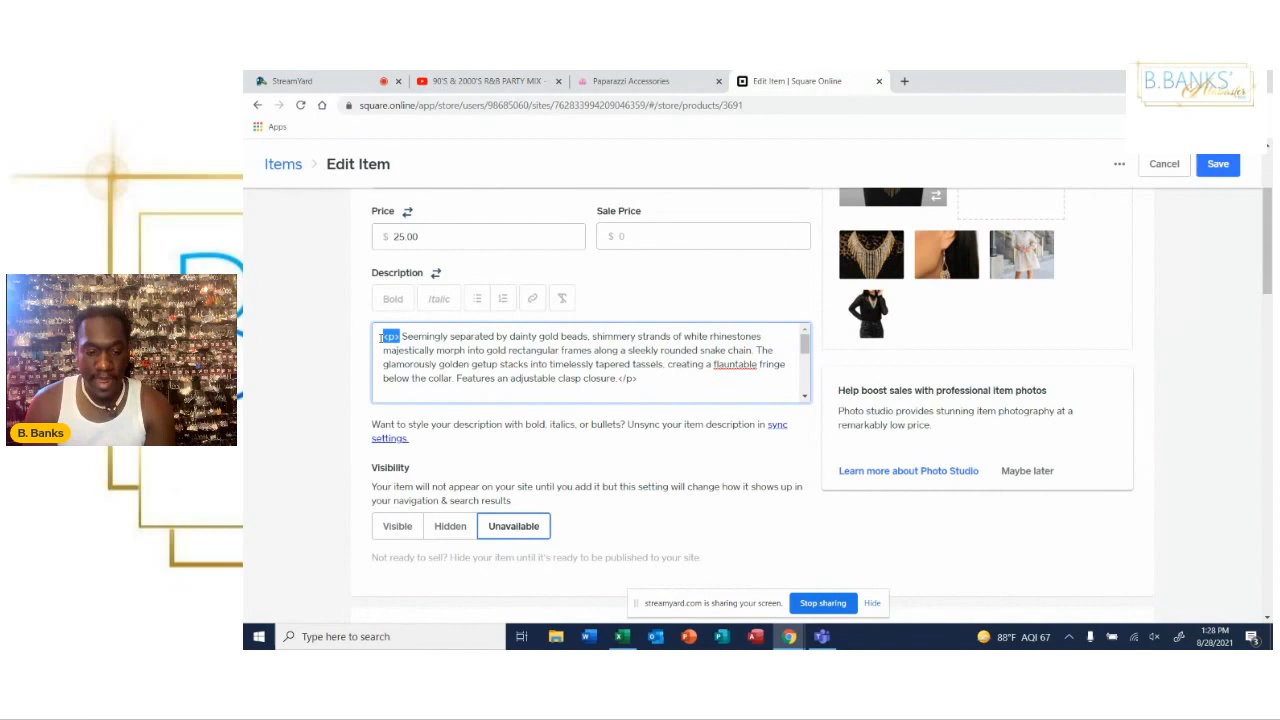 StreamYard
90'S & 2000'S R&B PARTY MIX -
Paparazzi Accessories
Edit Item | Square Online
B.BANKS'
square.online/app/store/users/98685060/sites/762833994209046359/#/store/products/3691
Apps
Items > Edit Item
Cancel
Save
Price
Sale Price
$ 25.00
$ 0
Description
Bold
Italic
<p> Seemingly separated by dainty gold beads, shimmery strands of white rhinestones
majestically morph into gold rectangular frames along a sleekly rounded snake chain. The
glamorously golden getup stacks into timelessly tapered tassels, creating a flauntable fringe
below the collar. Features an adjustable clasp closure.</p>
Want to style your description with bold, italics, or bullets? Unsync your item description in sync
settings.
Visibility
Your item will not appear on your site until you add it but this setting will change how it shows up in
your navigation & search results
Visible
Hidden
Unavailable
Not ready to sell? Hide your item until it's ready to be published to your site.
Help boost sales with professional item photos
Photo studio provides stunning item photography at a
remarkably low price.
Learn more about Photo Studio
Maybe later
B. Banks
streamyard.com is sharing your screen.
Stop sharing
Hide
Type here to search
88°F AQI 67
1:28 PM
8/28/2021
3